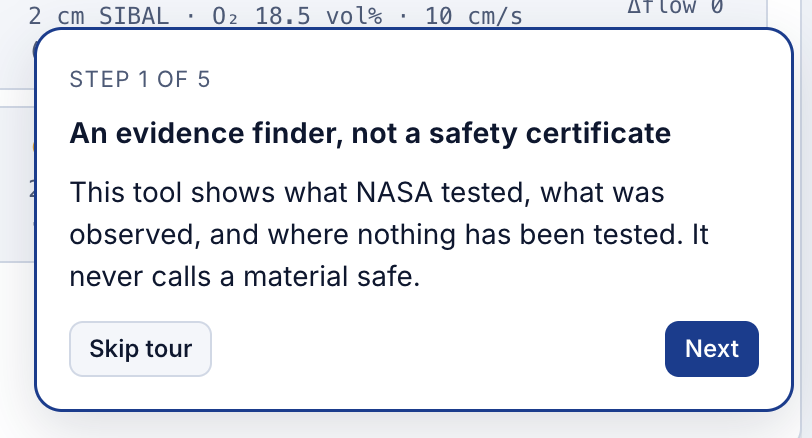 2 cm SIBAL · O₂ 18.5 vol% · 10 cm/s
Δflow 0
STEP 1 OF 5
An evidence finder, not a safety certificate
This tool shows what NASA tested, what was
observed, and where nothing has been tested. It
never calls a material safe.
Skip tour
Next